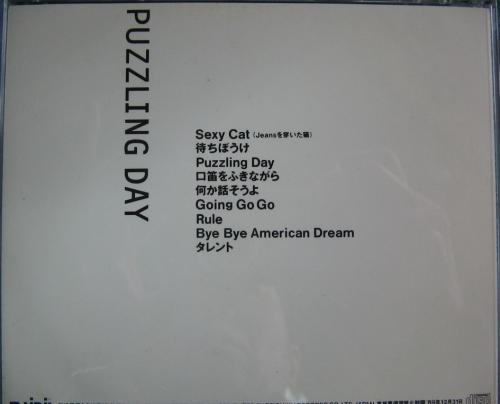 PUZZLING DAY
Sexy Cat (Jeansを穿いた猫)
待ちぼうけ
Puzzling Day
口笛をふきながら
何か話そうよ
Going Go Go
Rule
Bye Bye American Dream
タレント